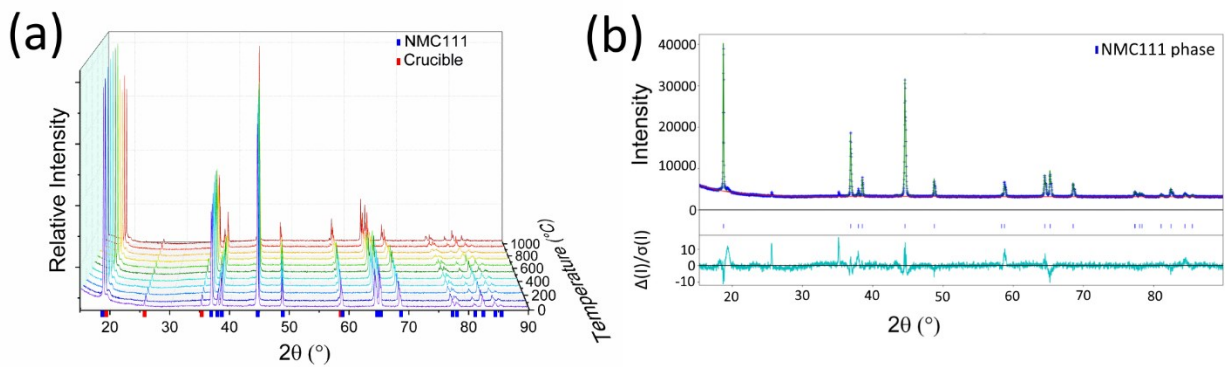 (a)
NMC111
Crucible
Relative Intensity
1000
800
600
400
200
0
Temperature (°C)
20 30 40 50 60 70 80 90
2θ (°)
(b)
NMC111 phase
40000
30000
20000
10000
0
Intensity
10
0
-10
Δ(I)/σ(I)
20 30 40 50 60 70 80
2θ (°)